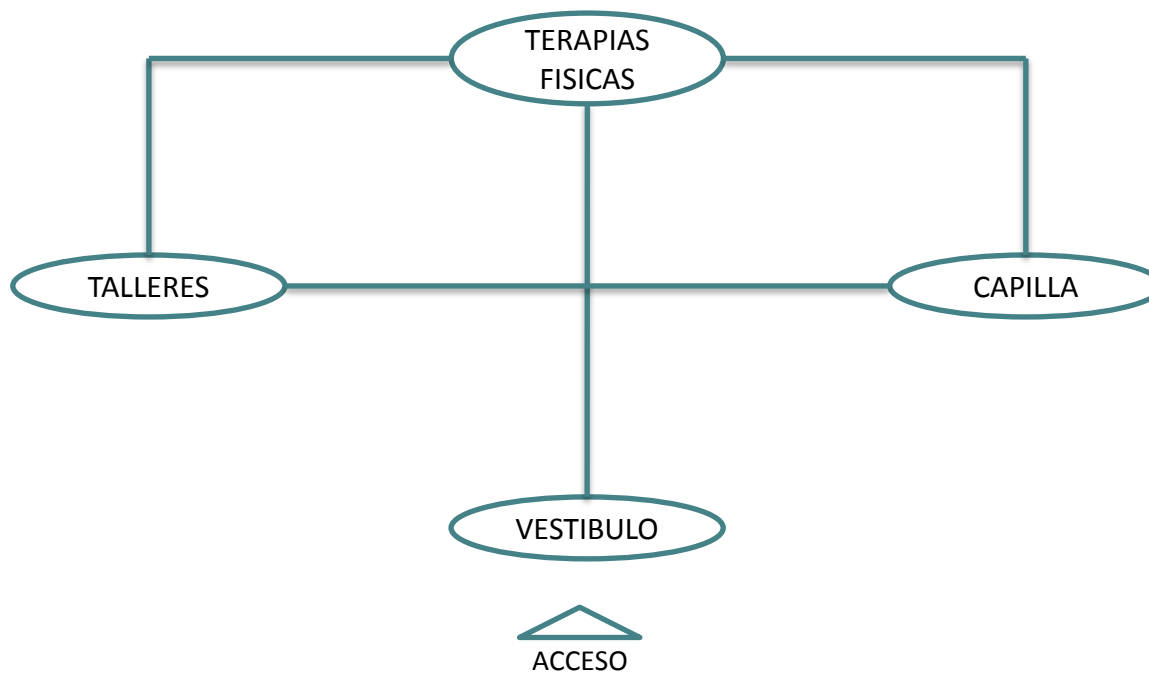 TERAPIAS
FISICAS
TALLERES
CAPILLA
VESTIBULO
ACCESO